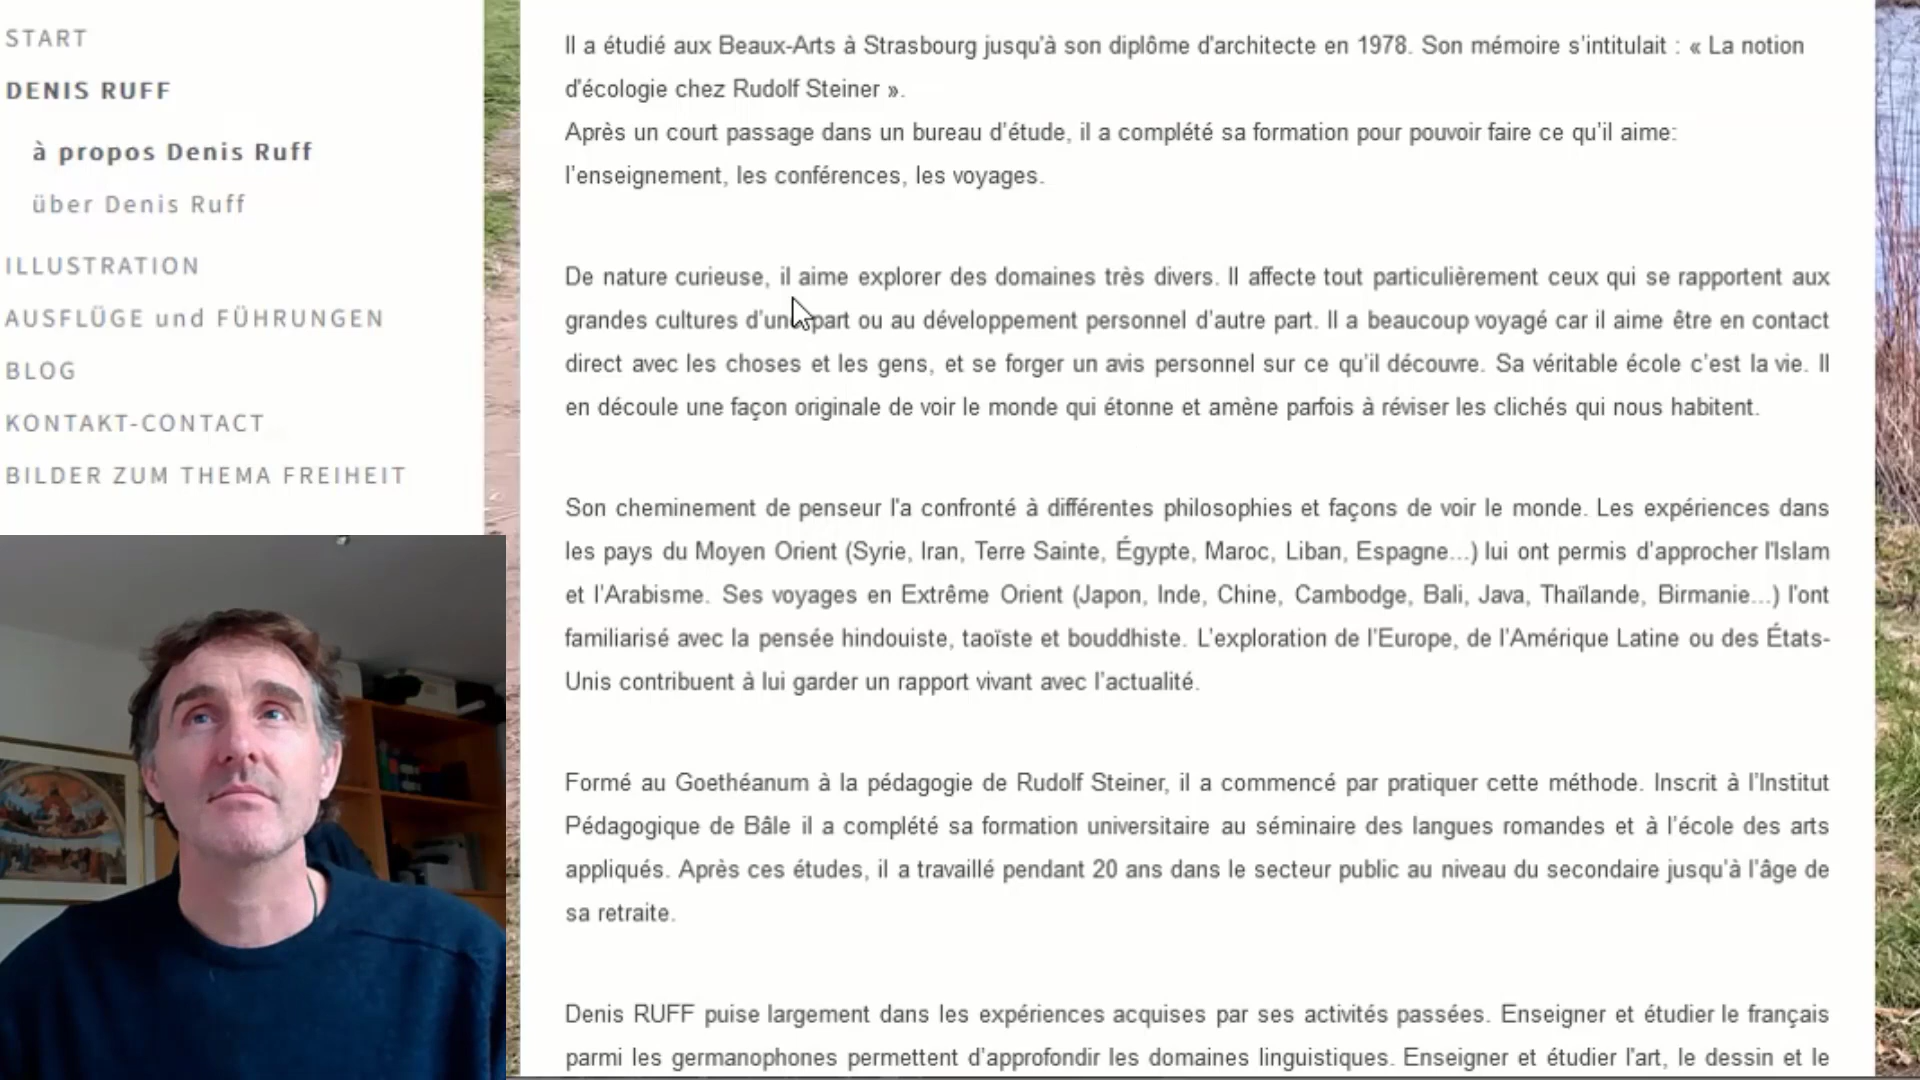 START
DENIS RUFF
à propos Denis Ruff
über Denis Ruff
ILLUSTRATION
AUSFLÜGE und FÜHRUNGEN
BLOG
KONTAKT-CONTACT
BILDER ZUM THEMA FREIHEIT
Il a étudié aux Beaux-Arts à Strasbourg jusqu'à son diplôme d'architecte en 1978. Son mémoire s’intitulait : « La notion
d'écologie chez Rudolf Steiner ».
Après un court passage dans un bureau d’étude, il a complété sa formation pour pouvoir faire ce qu’il aime:
l’enseignement, les conférences, les voyages.
De nature curieuse, il aime explorer des domaines très divers. Il affecte tout particulièrement ceux qui se rapportent aux
grandes cultures d’une part ou au développement personnel d’autre part. Il a beaucoup voyagé car il aime être en contact
direct avec les choses et les gens, et se forger un avis personnel sur ce qu’il découvre. Sa véritable école c’est la vie. Il
en découle une façon originale de voir le monde qui étonne et amène parfois à réviser les clichés qui nous habitent.
Son cheminement de penseur l'a confronté à différentes philosophies et façons de voir le monde. Les expériences dans
les pays du Moyen Orient (Syrie, Iran, Terre Sainte, Égypte, Maroc, Liban, Espagne...) lui ont permis d’approcher l'Islam
et l’Arabisme. Ses voyages en Extrême Orient (Japon, Inde, Chine, Cambodge, Bali, Java, Thaïlande, Birmanie...) l'ont
familiarisé avec la pensée hindouiste, taoïste et bouddhiste. L’exploration de l’Europe, de l’Amérique Latine ou des États-
Unis contribuent à lui garder un rapport vivant avec l’actualité.
Formé au Goethéanum à la pédagogie de Rudolf Steiner, il a commencé par pratiquer cette méthode. Inscrit à l’Institut
Pédagogique de Bâle il a complété sa formation universitaire au séminaire des langues romandes et à l’école des arts
appliqués. Après ces études, il a travaillé pendant 20 ans dans le secteur public au niveau du secondaire jusqu’à l’âge de
sa retraite.
Denis RUFF puise largement dans les expériences acquises par ses activités passées. Enseigner et étudier le français
parmi les germanophones permettent d’approfondir les domaines linguistiques. Enseigner et étudier l'art, le dessin et le